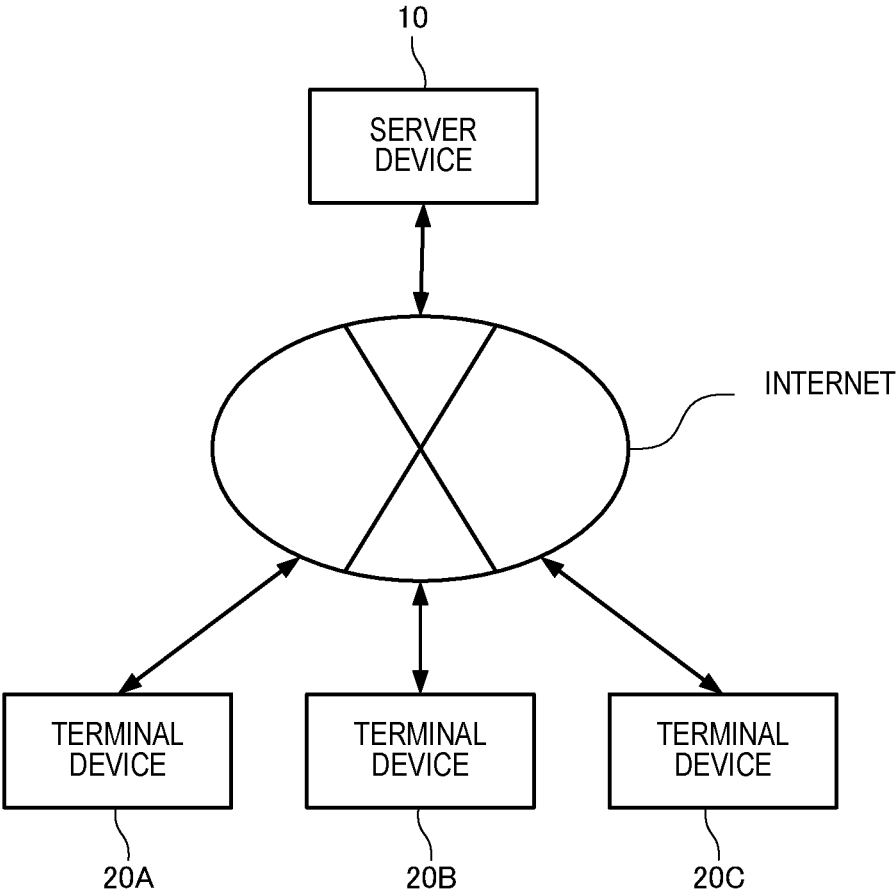 10
SERVER
DEVICE
INTERNET
TERMINAL
DEVICE
TERMINAL
DEVICE
TERMINAL
DEVICE
20A
20B
20C